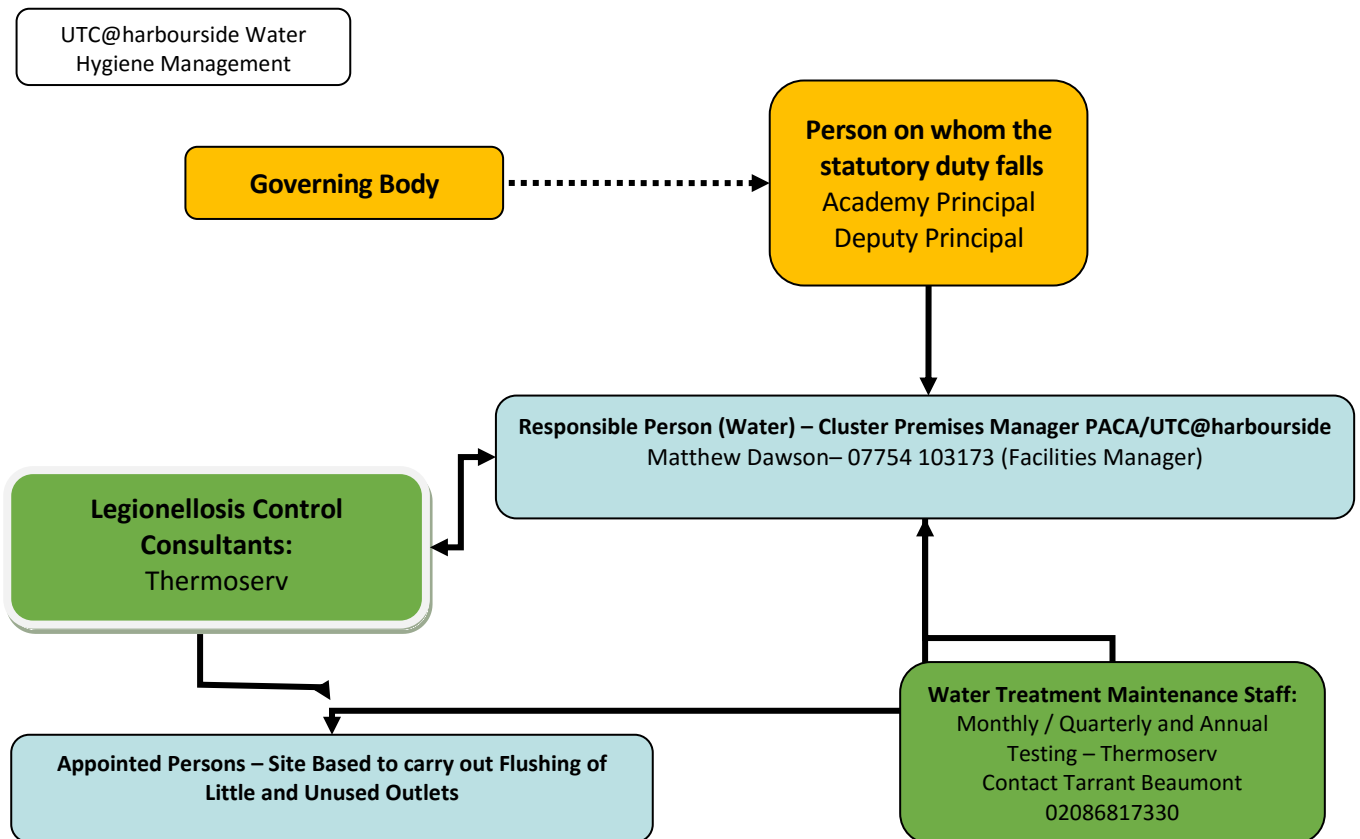 UTC@harbourside Water
Hygiene Management
Person on whom the
statutory duty falls
Academy Principal
Deputy Principal
Governing Body
Responsible Person (Water) – Cluster Premises Manager PACA/UTC@harbourside
Matthew Dawson– 07754 103173 (Facilities Manager)
Legionellosis Control
Consultants:
Thermoserv
Water Treatment Maintenance Staff:
Monthly / Quarterly and Annual
Testing – Thermoserv
Contact Tarrant Beaumont
02086817330
Appointed Persons – Site Based to carry out Flushing of
Little and Unused Outlets